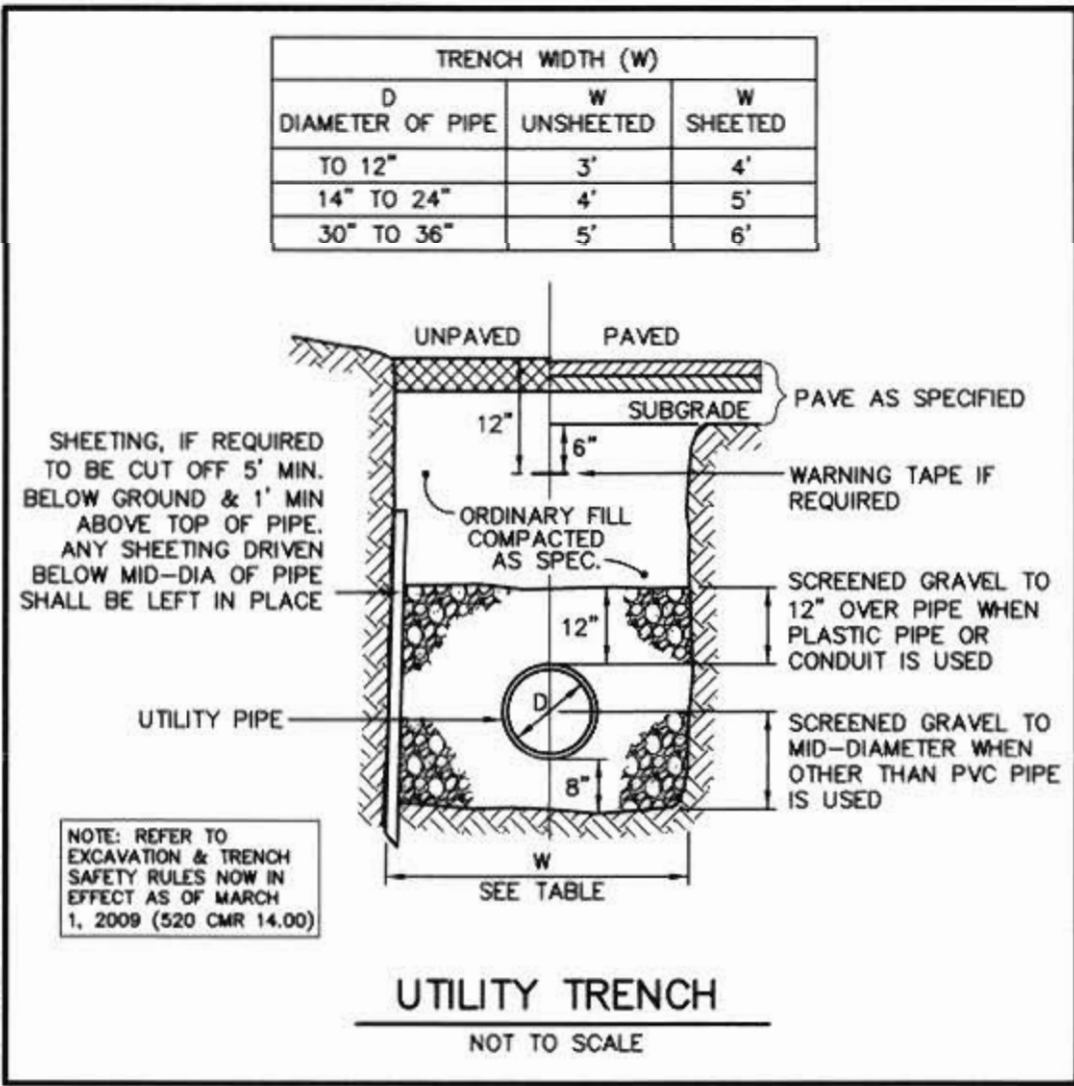 TRENCH WIDTH (W)
D
DIAMETER OF PIPE
W
UNSHEETED
W
SHEETED
TO 12"
3'
4'
14" TO 24"
4'
5'
30" TO 36"
5'
6'
UNPAVED
PAVED
SUBGRADE
PAVE AS SPECIFIED
12"
6"
SHEETING, IF REQUIRED
TO BE CUT OFF 5' MIN.
BELOW GROUND & 1' MIN
ABOVE TOP OF PIPE.
ANY SHEETING DRIVEN
BELOW MID-DIA OF PIPE
SHALL BE LEFT IN PLACE
WARNING TAPE IF
REQUIRED
ORDINARY FILL
COMPACTED
AS SPEC.
SCREENED GRAVEL TO
12" OVER PIPE WHEN
PLASTIC PIPE OR
CONDUIT IS USED
12"
D
UTILITY PIPE
SCREENED GRAVEL TO
MID-DIAMETER WHEN
OTHER THAN PVC PIPE
IS USED
8"
NOTE: REFER TO
EXCAVATION & TRENCH
SAFETY RULES NOW IN
EFFECT AS OF MARCH
1, 2009 (520 CMR 14.00)
W
SEE TABLE
UTILITY TRENCH
NOT TO SCALE